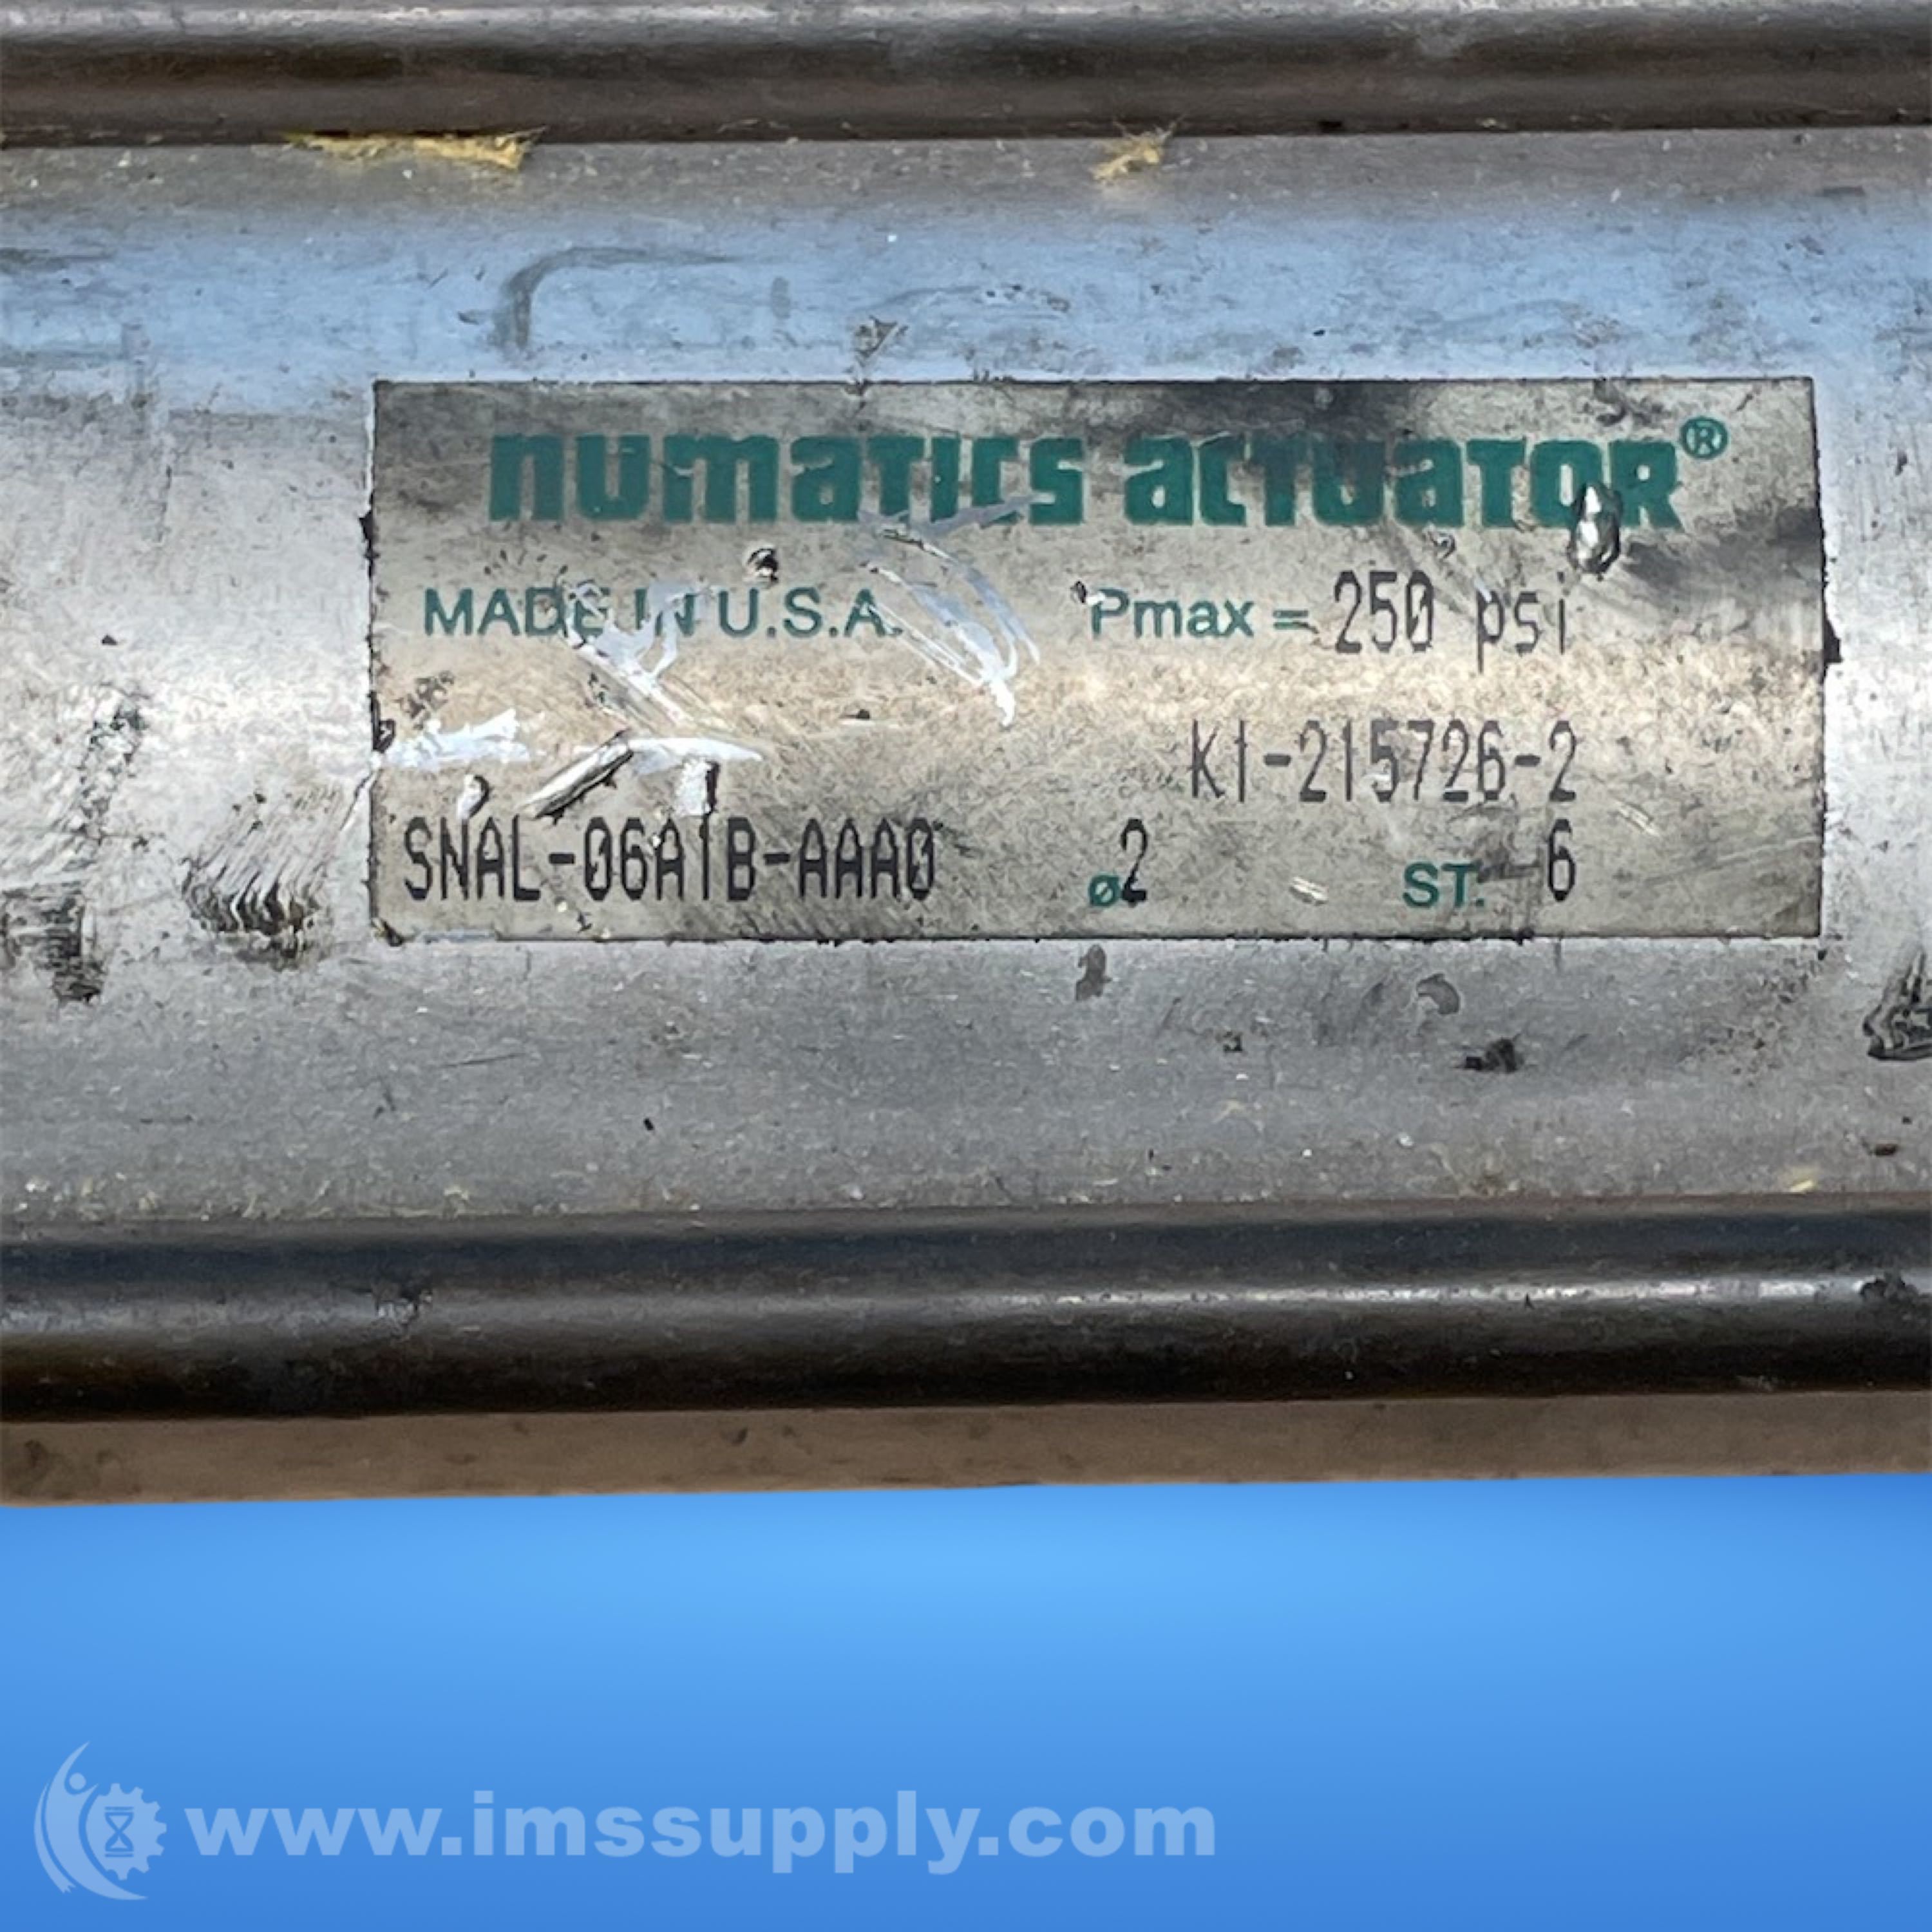 numatics actuator®
MADE IN U.S.A. Pmax = 250 psi
K1-215726-2
SNAL-06A1B-AAA0 ø2 ST. 6
www.imssupply.com